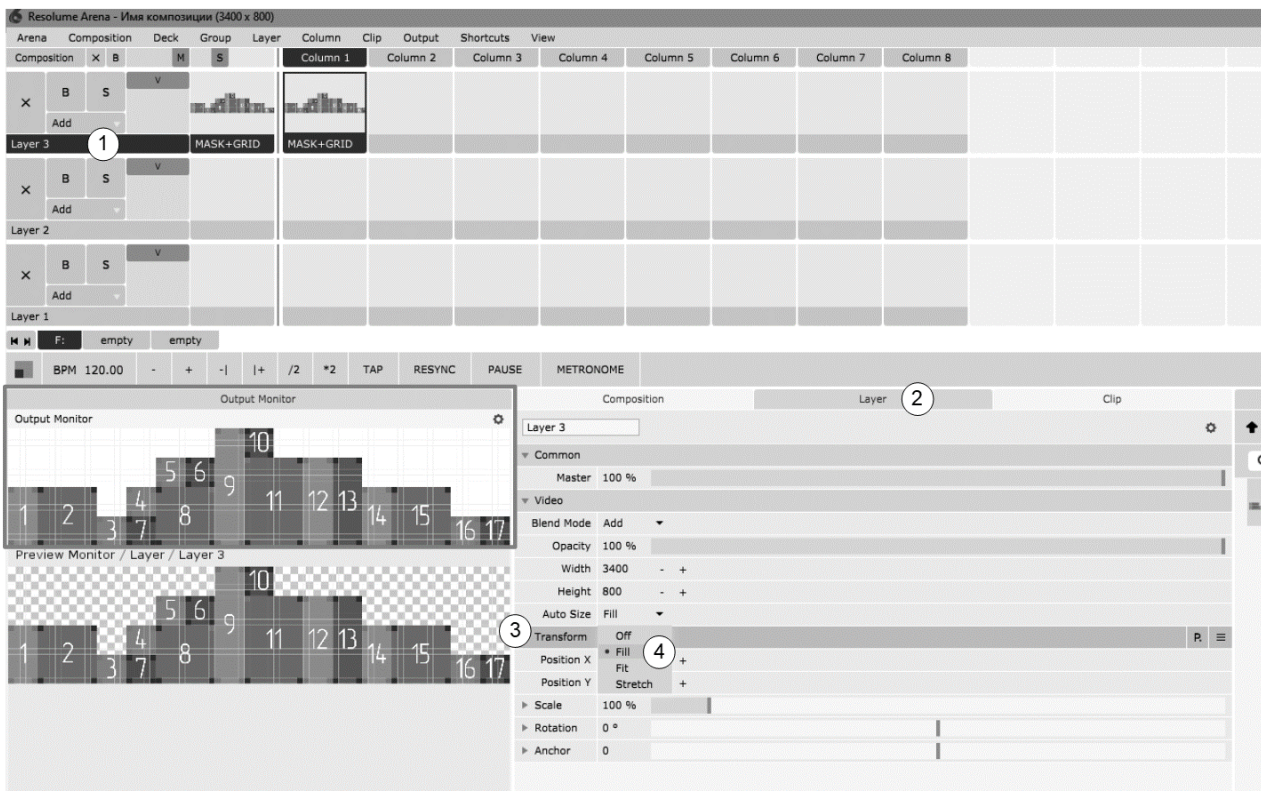 Resolume Arena - Имя композиции (3400 x 800)
Arena Composition Deck Group Layer Column Clip Output Shortcuts View
Composition X B M S Column 1 Column 2 Column 3 Column 4 Column 5 Column 6 Column 7 Column 8
X B S V
Add
Layer 3 1 MASK+GRID MASK+GRID
X B S V
Add
Layer 2
X B S V
Add
Layer 1
F: empty empty
BPM 120.00 - + -| |+ /2 *2 TAP RESYNC PAUSE METRONOME
Output Monitor Composition Layer 2 Clip
Output Monitor
Layer 3
1 2 3 4 5 6 7 8 9 10 11 12 13 14 15 16 17
Preview Monitor / Layer / Layer 3
1 2 3 4 5 6 7 8 9 10 11 12 13 14 15 16 17
Common
Master 100 %
Video
Blend Mode Add
Opacity 100 %
Width 3400 - +
Height 800 - +
Auto Size Fill
3 Transform Off P.
Position X • Fill 4 +
Fit
Position Y Stretch +
Scale 100 %
Rotation 0 °
Anchor 0